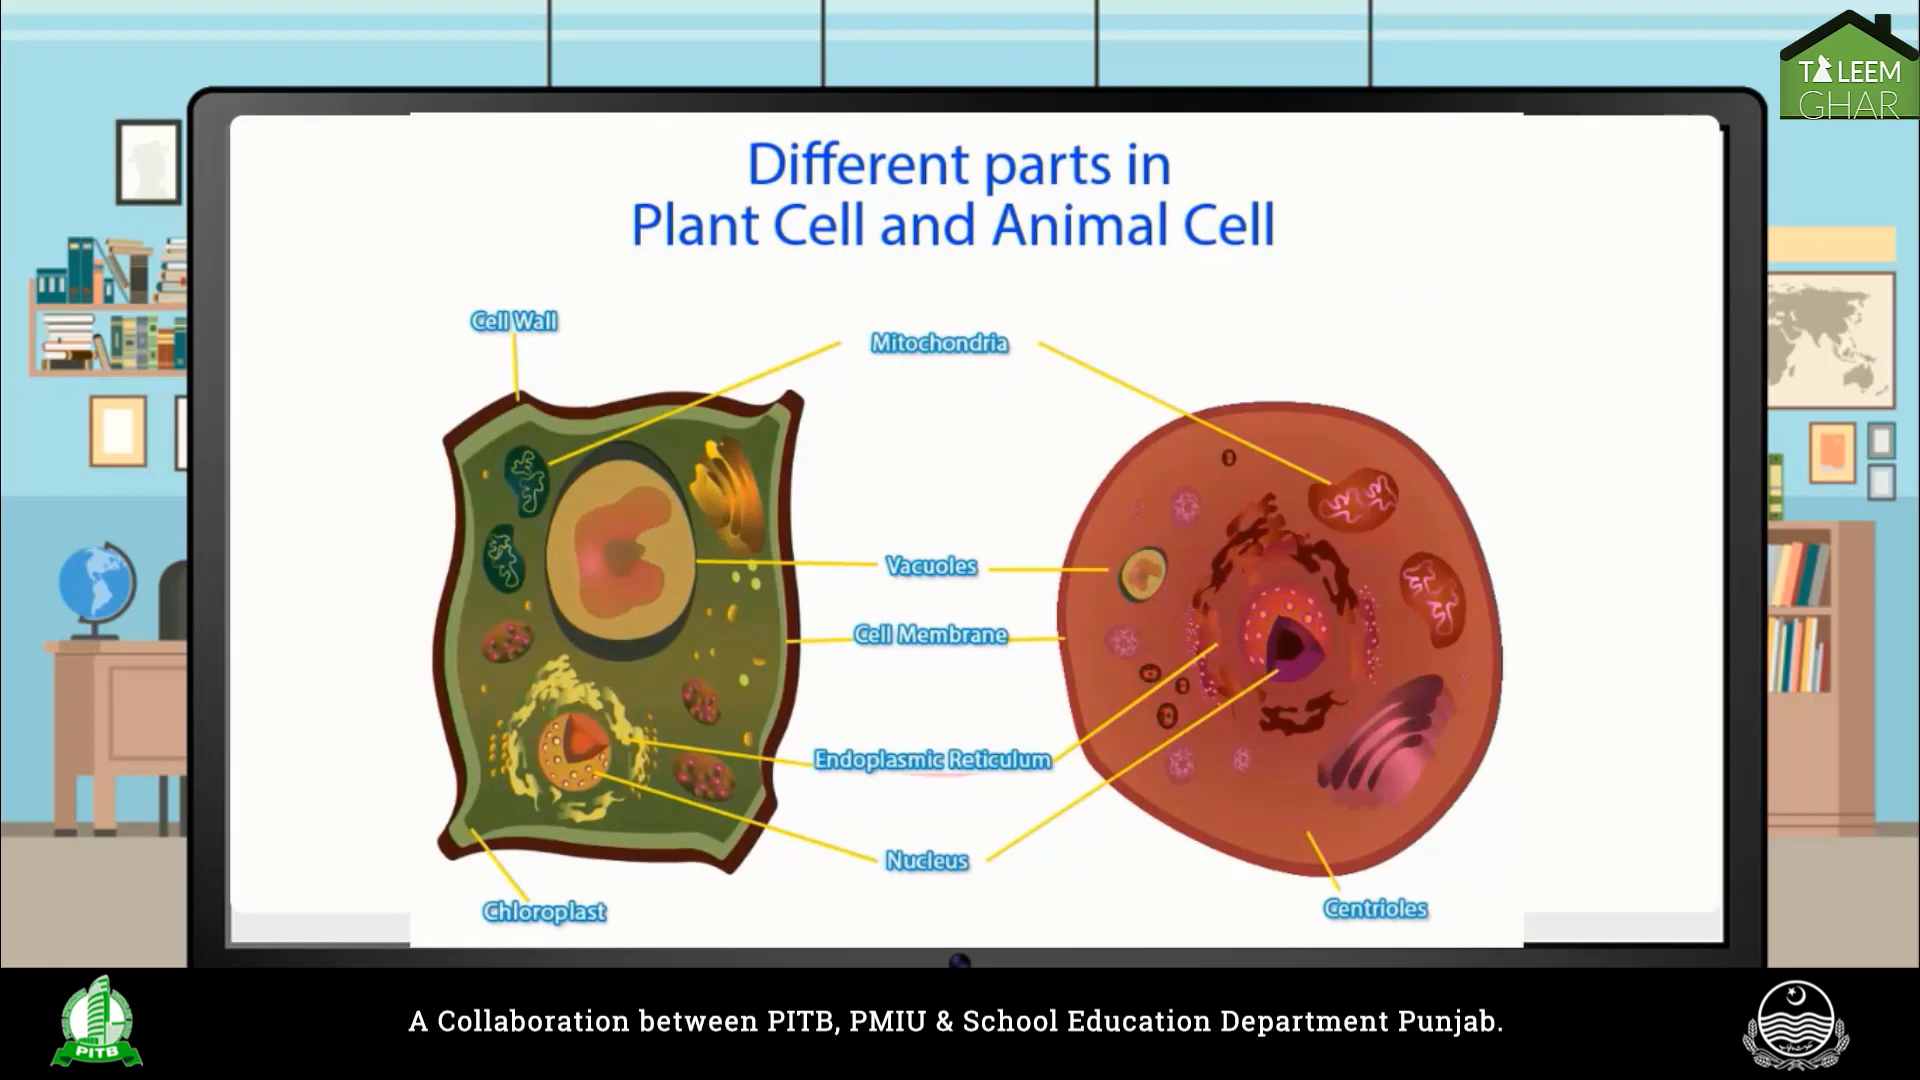 TALEEM
GHAR
Different parts in
Plant Cell and Animal Cell
Cell Wall
Mitochondria
Vacuoles
Cell Membrane
Endoplasmic Reticulum
Nucleus
Chloroplast
Centrioles
PITB
A Collaboration between PITB, PMIU & School Education Department Punjab.